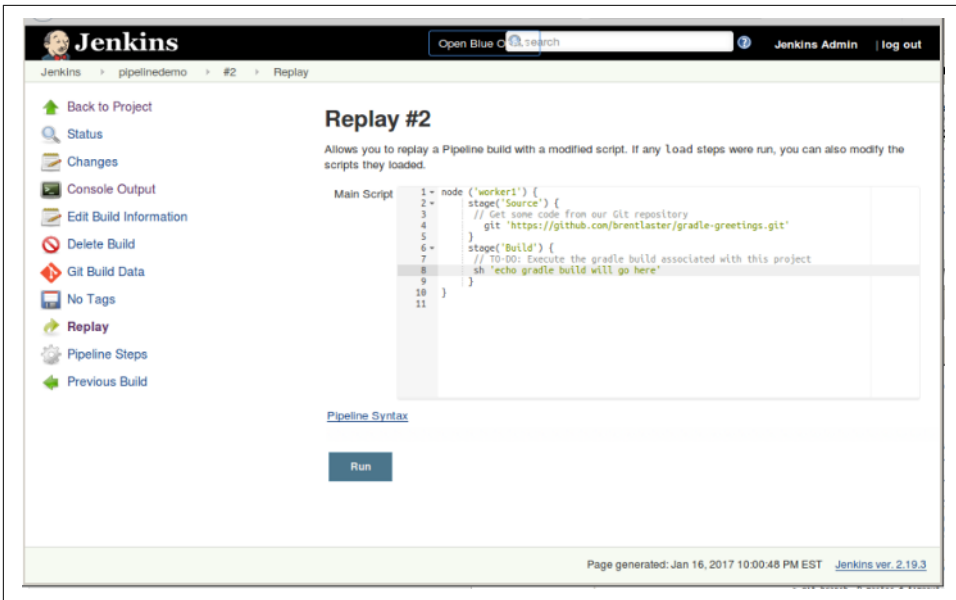 Jenkins
Open Blue O
search
Jenkins Admin | log out
Jenkins pipelinedemo #2 Replay
Back to Project
Status
Changes
Console Output
Edit Build Information
Delete Build
Git Build Data
No Tags
Replay
Pipeline Steps
Previous Build
Replay #2
Allows you to replay a Pipeline build with a modified script. If any load steps were run, you can also modify the
scripts they loaded.
Main Script
1 node ('worker1') {
2 stage('Source') {
3 // Get some code from our Git repository
4 git 'https://github.com/brentlaster/gradle-greetings.git'
5 }
6 stage('Build') {
7 // TO-DO: Execute the gradle build associated with this project
8 sh 'echo gradle build will go here'
9 }
10 }
11
Pipeline Syntax
Run
Page generated: Jan 16, 2017 10:00:48 PM EST Jenkins ver. 2.19.3